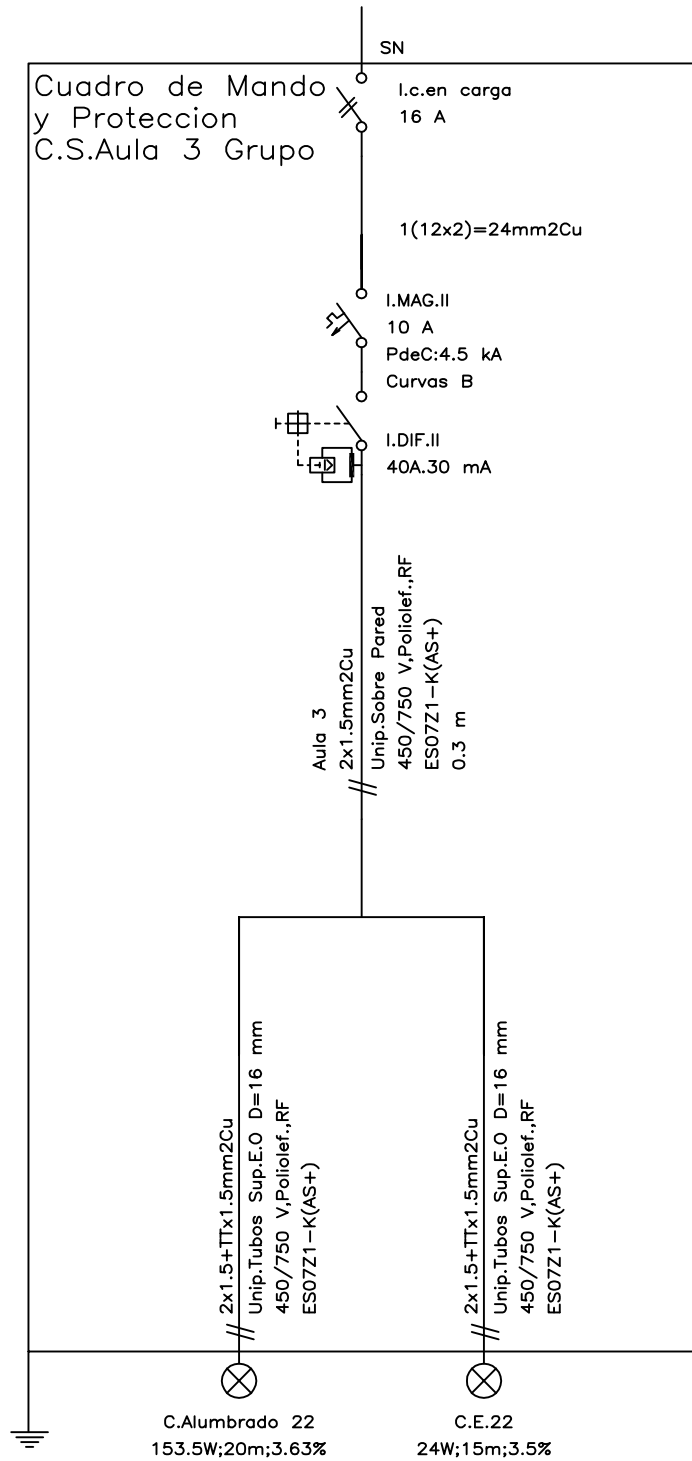 SN
Cuadro de Mando
y Proteccion
C.S.Aula 3 Grupo
I.c.en carga
16 A
1(12x2)=24mm2Cu
I.MAG.II
10 A
PdeC:4.5 kA
Curvas B
I.DIF.II
40A.30 mA
Aula 3
2x1.5mm2Cu
Unip.Sobre Pared
450/750 V,Poliolef.,RF
ES07Z1-K(AS+)
0.3 m
2x1.5+TTx1.5mm2Cu
Unip.Tubos Sup.E.O D=16 mm
450/750 V,Poliolef.,RF
ES07Z1-K(AS+)
2x1.5+TTx1.5mm2Cu
Unip.Tubos Sup.E.O D=16 mm
450/750 V,Poliolef.,RF
ES07Z1-K(AS+)
C.Alumbrado 22
153.5W;20m;3.63%
C.E.22
24W;15m;3.5%